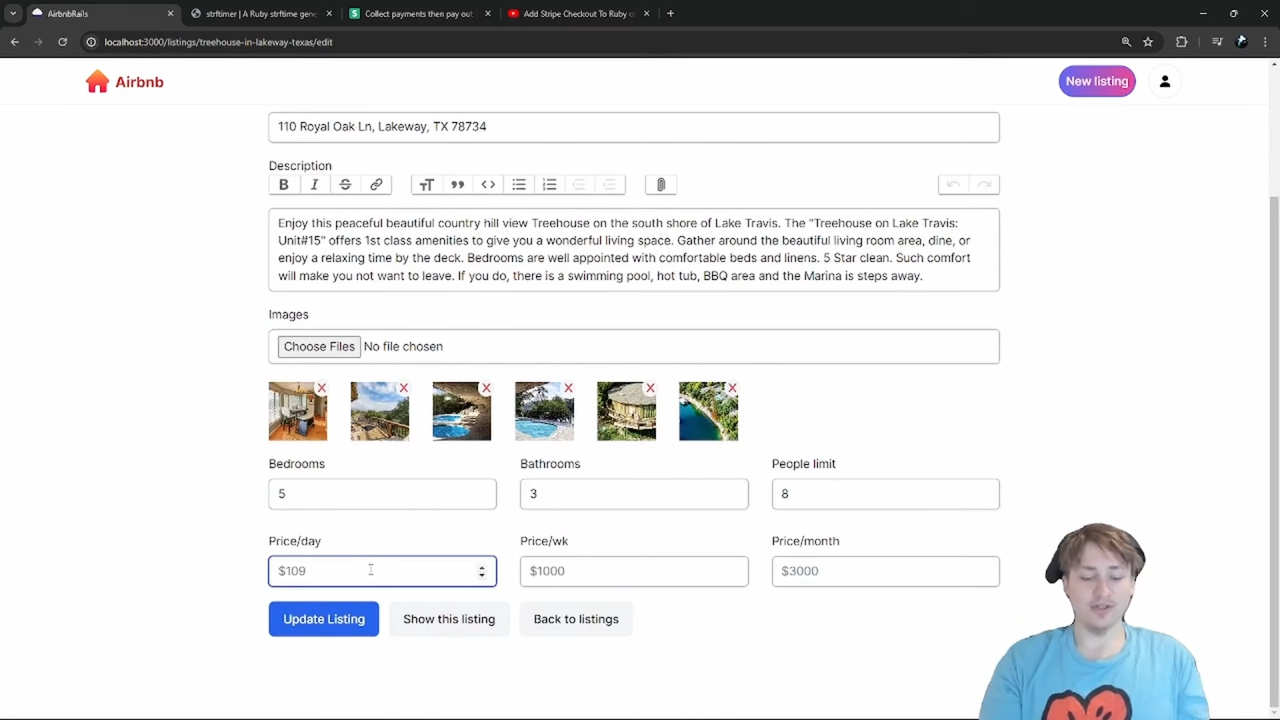 AirbnbRails
strftimer | A Ruby strftime gene
Collect payments then pay out
Add Stripe Checkout To Ruby o
localhost:3000/listings/treehouse-in-lakeway-texas/edit
Airbnb
New listing
110 Royal Oak Ln, Lakeway, TX 78734
Description
Enjoy this peaceful beautiful country hill view Treehouse on the south shore of Lake Travis. The "Treehouse on Lake Travis:
Unit#15" offers 1st class amenities to give you a wonderful living space. Gather around the beautiful living room area, dine, or
enjoy a relaxing time by the deck. Bedrooms are well appointed with comfortable beds and linens. 5 Star clean. Such comfort
will make you not want to leave. If you do, there is a swimming pool, hot tub, BBQ area and the Marina is steps away.
Images
Choose Files No file chosen
X X X X X X
Bedrooms Bathrooms People limit
5 3 8
Price/day Price/wk Price/month
$109 $1000 $3000
Update Listing Show this listing Back to listings